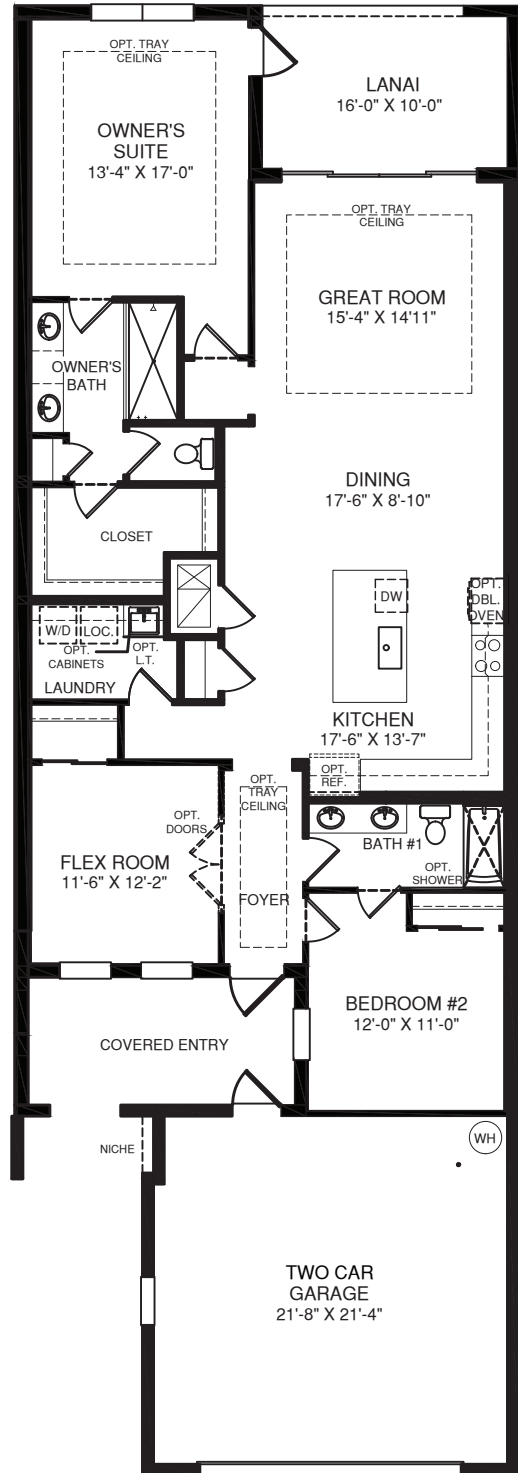 OPT. TRAY
CEILING
OWNER'S
SUITE
13'-4" X 17'-0"
LANAI
16'-0" X 10'-0"
OPT. TRAY
CEILING
GREAT ROOM
15'-4" X 14'11"
OWNER'S
BATH
DINING
17'-6" X 8'-10"
CLOSET
OPT.
DBL.
OVEN
DW
W/D
LOC.
OPT.
CABINETS
OPT.
L.T.
LAUNDRY
KITCHEN
17'-6" X 13'-7"
OPT.
REF.
OPT.
TRAY
CEILING
OPT.
DOORS
FLEX ROOM
11'-6" X 12'-2"
FOYER
BATH #1
OPT.
SHOWER
BEDROOM #2
12'-0" X 11'-0"
COVERED ENTRY
NICHE
WH
TWO CAR
GARAGE
21'-8" X 21'-4"